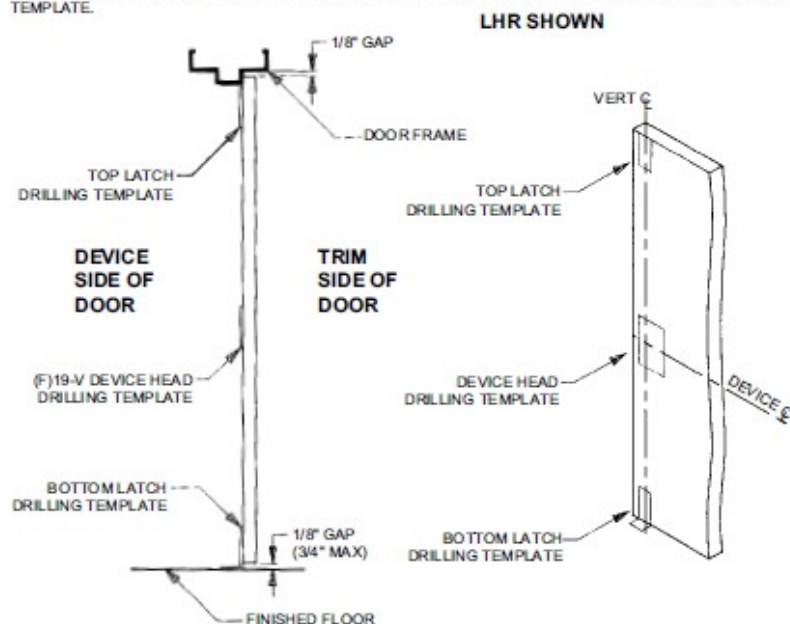 TEMPLATE.
LHR SHOWN
1/8" GAP
DOOR FRAME
TOP LATCH
DRILLING TEMPLATE
DEVICE
SIDE OF
DOOR
TRIM
SIDE OF
DOOR
(F)19-V DEVICE HEAD
DRILLING TEMPLATE
BOTTOM LATCH
DRILLING TEMPLATE
1/8" GAP
(3/4" MAX)
FINISHED FLOOR
VERT ℄
TOP LATCH
DRILLING TEMPLATE
DEVICE HEAD
DRILLING TEMPLATE
DEVICE ℄
BOTTOM LATCH
DRILLING TEMPLATE